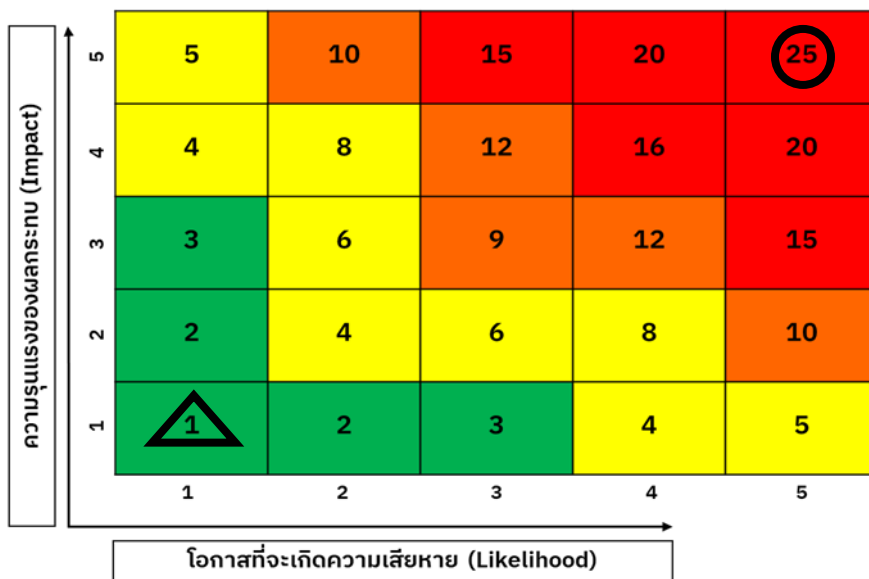 ความรุนแรงของผลกระทบ (Impact)
5 5 10 15 20 25
4 4 8 12 16 20
3 3 6 9 12 15
2 2 4 6 8 10
1 1 2 3 4 5
1 2 3 4 5
โอกาสที่จะเกิดความเสียหาย (Likelihood)